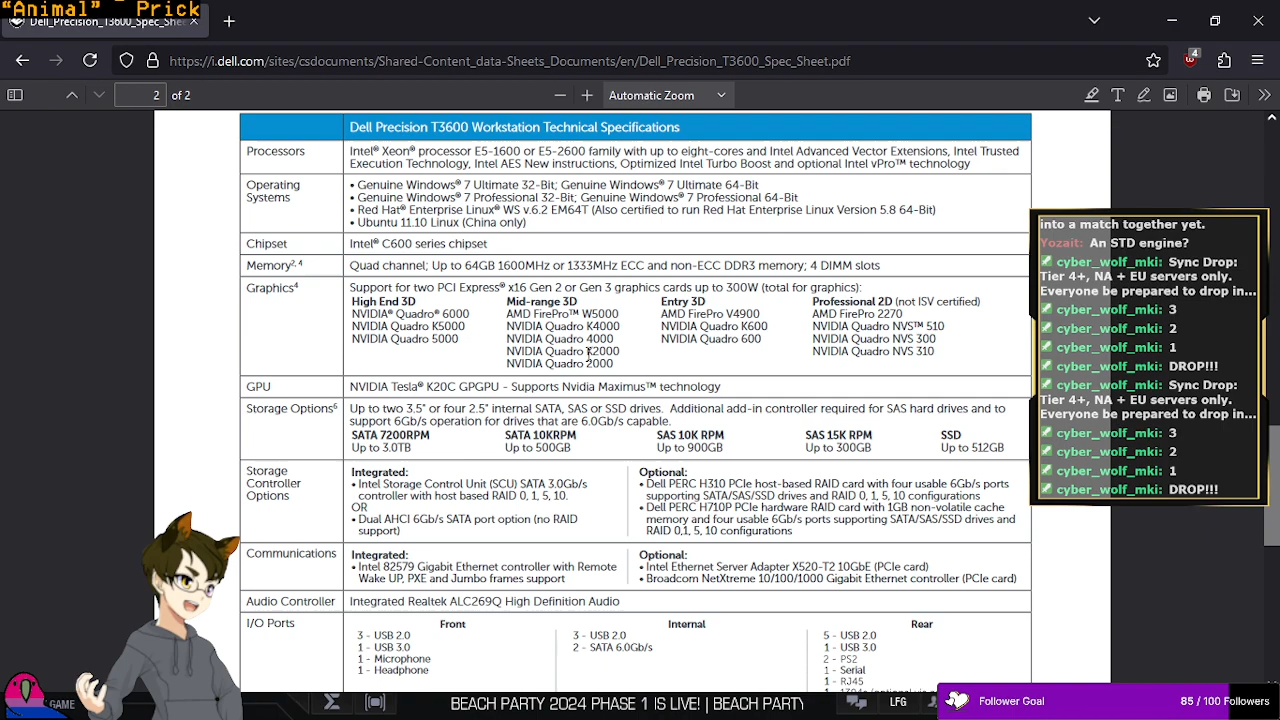 “Animal” ~ Prick
Dell_Precision_T3600_Spec_Sheet.
https://i.dell.com/sites/csdocuments/Shared-Content_data-Sheets_Documents/en/Dell_Precision_T3600_Spec_Sheet.pdf
4
2 of 2
Automatic Zoom
Dell Precision T3600 Workstation Technical Specifications
Processors
Intel® Xeon® processor E5-1600 or E5-2600 family with up to eight-cores and Intel Advanced Vector Extensions, Intel Trusted
Execution Technology, Intel AES New instructions, Optimized Intel Turbo Boost and optional Intel vPro™ technology
Operating
Systems
• Genuine Windows® 7 Ultimate 32-Bit; Genuine Windows® 7 Ultimate 64-Bit
• Genuine Windows® 7 Professional 32-Bit; Genuine Windows® 7 Professional 64-Bit
• Red Hat® Enterprise Linux® WS v.6.2 EM64T (Also certified to run Red Hat Enterprise Linux Version 5.8 64-Bit)
• Ubuntu 11.10 Linux (China only)
Chipset
Intel® C600 series chipset
Memory2, 4
Quad channel; Up to 64GB 1600MHz or 1333MHz ECC and non-ECC DDR3 memory; 4 DIMM slots
Graphics4
Support for two PCI Express® x16 Gen 2 or Gen 3 graphics cards up to 300W (total for graphics):
High End 3D
NVIDIA® Quadro® 6000
NVIDIA Quadro K5000
NVIDIA Quadro 5000
Mid-range 3D
AMD FirePro™ W5000
NVIDIA Quadro K4000
NVIDIA Quadro 4000
NVIDIA Quadro K2000
NVIDIA Quadro 2000
Entry 3D
AMD FirePro V4900
NVIDIA Quadro K600
NVIDIA Quadro 600
Professional 2D (not ISV certified)
AMD FirePro 2270
NVIDIA Quadro NVS™ 510
NVIDIA Quadro NVS 300
NVIDIA Quadro NVS 310
GPU
NVIDIA Tesla® K20C GPGPU - Supports Nvidia Maximus™ technology
Storage Options6
Up to two 3.5" or four 2.5" internal SATA, SAS or SSD drives. Additional add-in controller required for SAS hard drives and to
support 6Gb/s operation for drives that are 6.0Gb/s capable.
SATA 7200RPM
Up to 3.0TB
SATA 10KRPM
Up to 500GB
SAS 10K RPM
Up to 900GB
SAS 15K RPM
Up to 300GB
SSD
Up to 512GB
Storage
Controller
Options
Integrated:
• Intel Storage Control Unit (SCU) SATA 3.0Gb/s
controller with host based RAID 0, 1, 5, 10.
OR
• Dual AHCI 6Gb/s SATA port option (no RAID
support)
Optional:
• Dell PERC H310 PCIe host-based RAID card with four usable 6Gb/s ports
supporting SATA/SAS/SSD drives and RAID 0, 1, 5, 10 configurations
• Dell PERC H710P PCIe hardware RAID card with 1GB non-volatile cache
memory and four usable 6Gb/s ports supporting SATA/SAS/SSD drives and
RAID 0,1, 5, 10 configurations
Communications
Integrated:
• Intel 82579 Gigabit Ethernet controller with Remote
Wake UP, PXE and Jumbo frames support
Optional:
• Intel Ethernet Server Adapter X520-T2 10GbE (PCIe card)
• Broadcom NetXtreme 10/100/1000 Gigabit Ethernet controller (PCIe card)
Audio Controller
Integrated Realtek ALC269Q High Definition Audio
I/O Ports
Front
3 - USB 2.0
1 - USB 3.0
1 - Microphone
1 - Headphone
Internal
3 - USB 2.0
2 - SATA 6.0Gb/s
Rear
5 - USB 2.0
1 - USB 3.0
2 - PS2
1 - Serial
1 - RJ45
into a match together yet.
Yozait: An STD engine?
cyber_wolf_mki: Sync Drop:
Tier 4+, NA + EU servers only.
Everyone be prepared to drop in...
cyber_wolf_mki: 3
cyber_wolf_mki: 2
cyber_wolf_mki: 1
cyber_wolf_mki: DROP!!!
cyber_wolf_mki: Sync Drop:
Tier 4+, NA + EU servers only.
Everyone be prepared to drop in...
cyber_wolf_mki: 3
cyber_wolf_mki: 2
cyber_wolf_mki: 1
cyber_wolf_mki: DROP!!!
GAME
BEACH PARTY 2024 PHASE 1 IS LIVE! | BEACH PARTY
LFG
Follower Goal
85 / 100 Followers